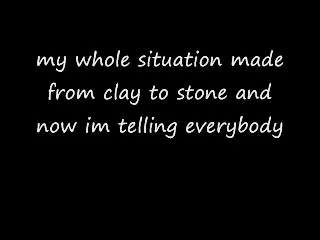 my whole situation made
from clay to stone and
now im telling everybody